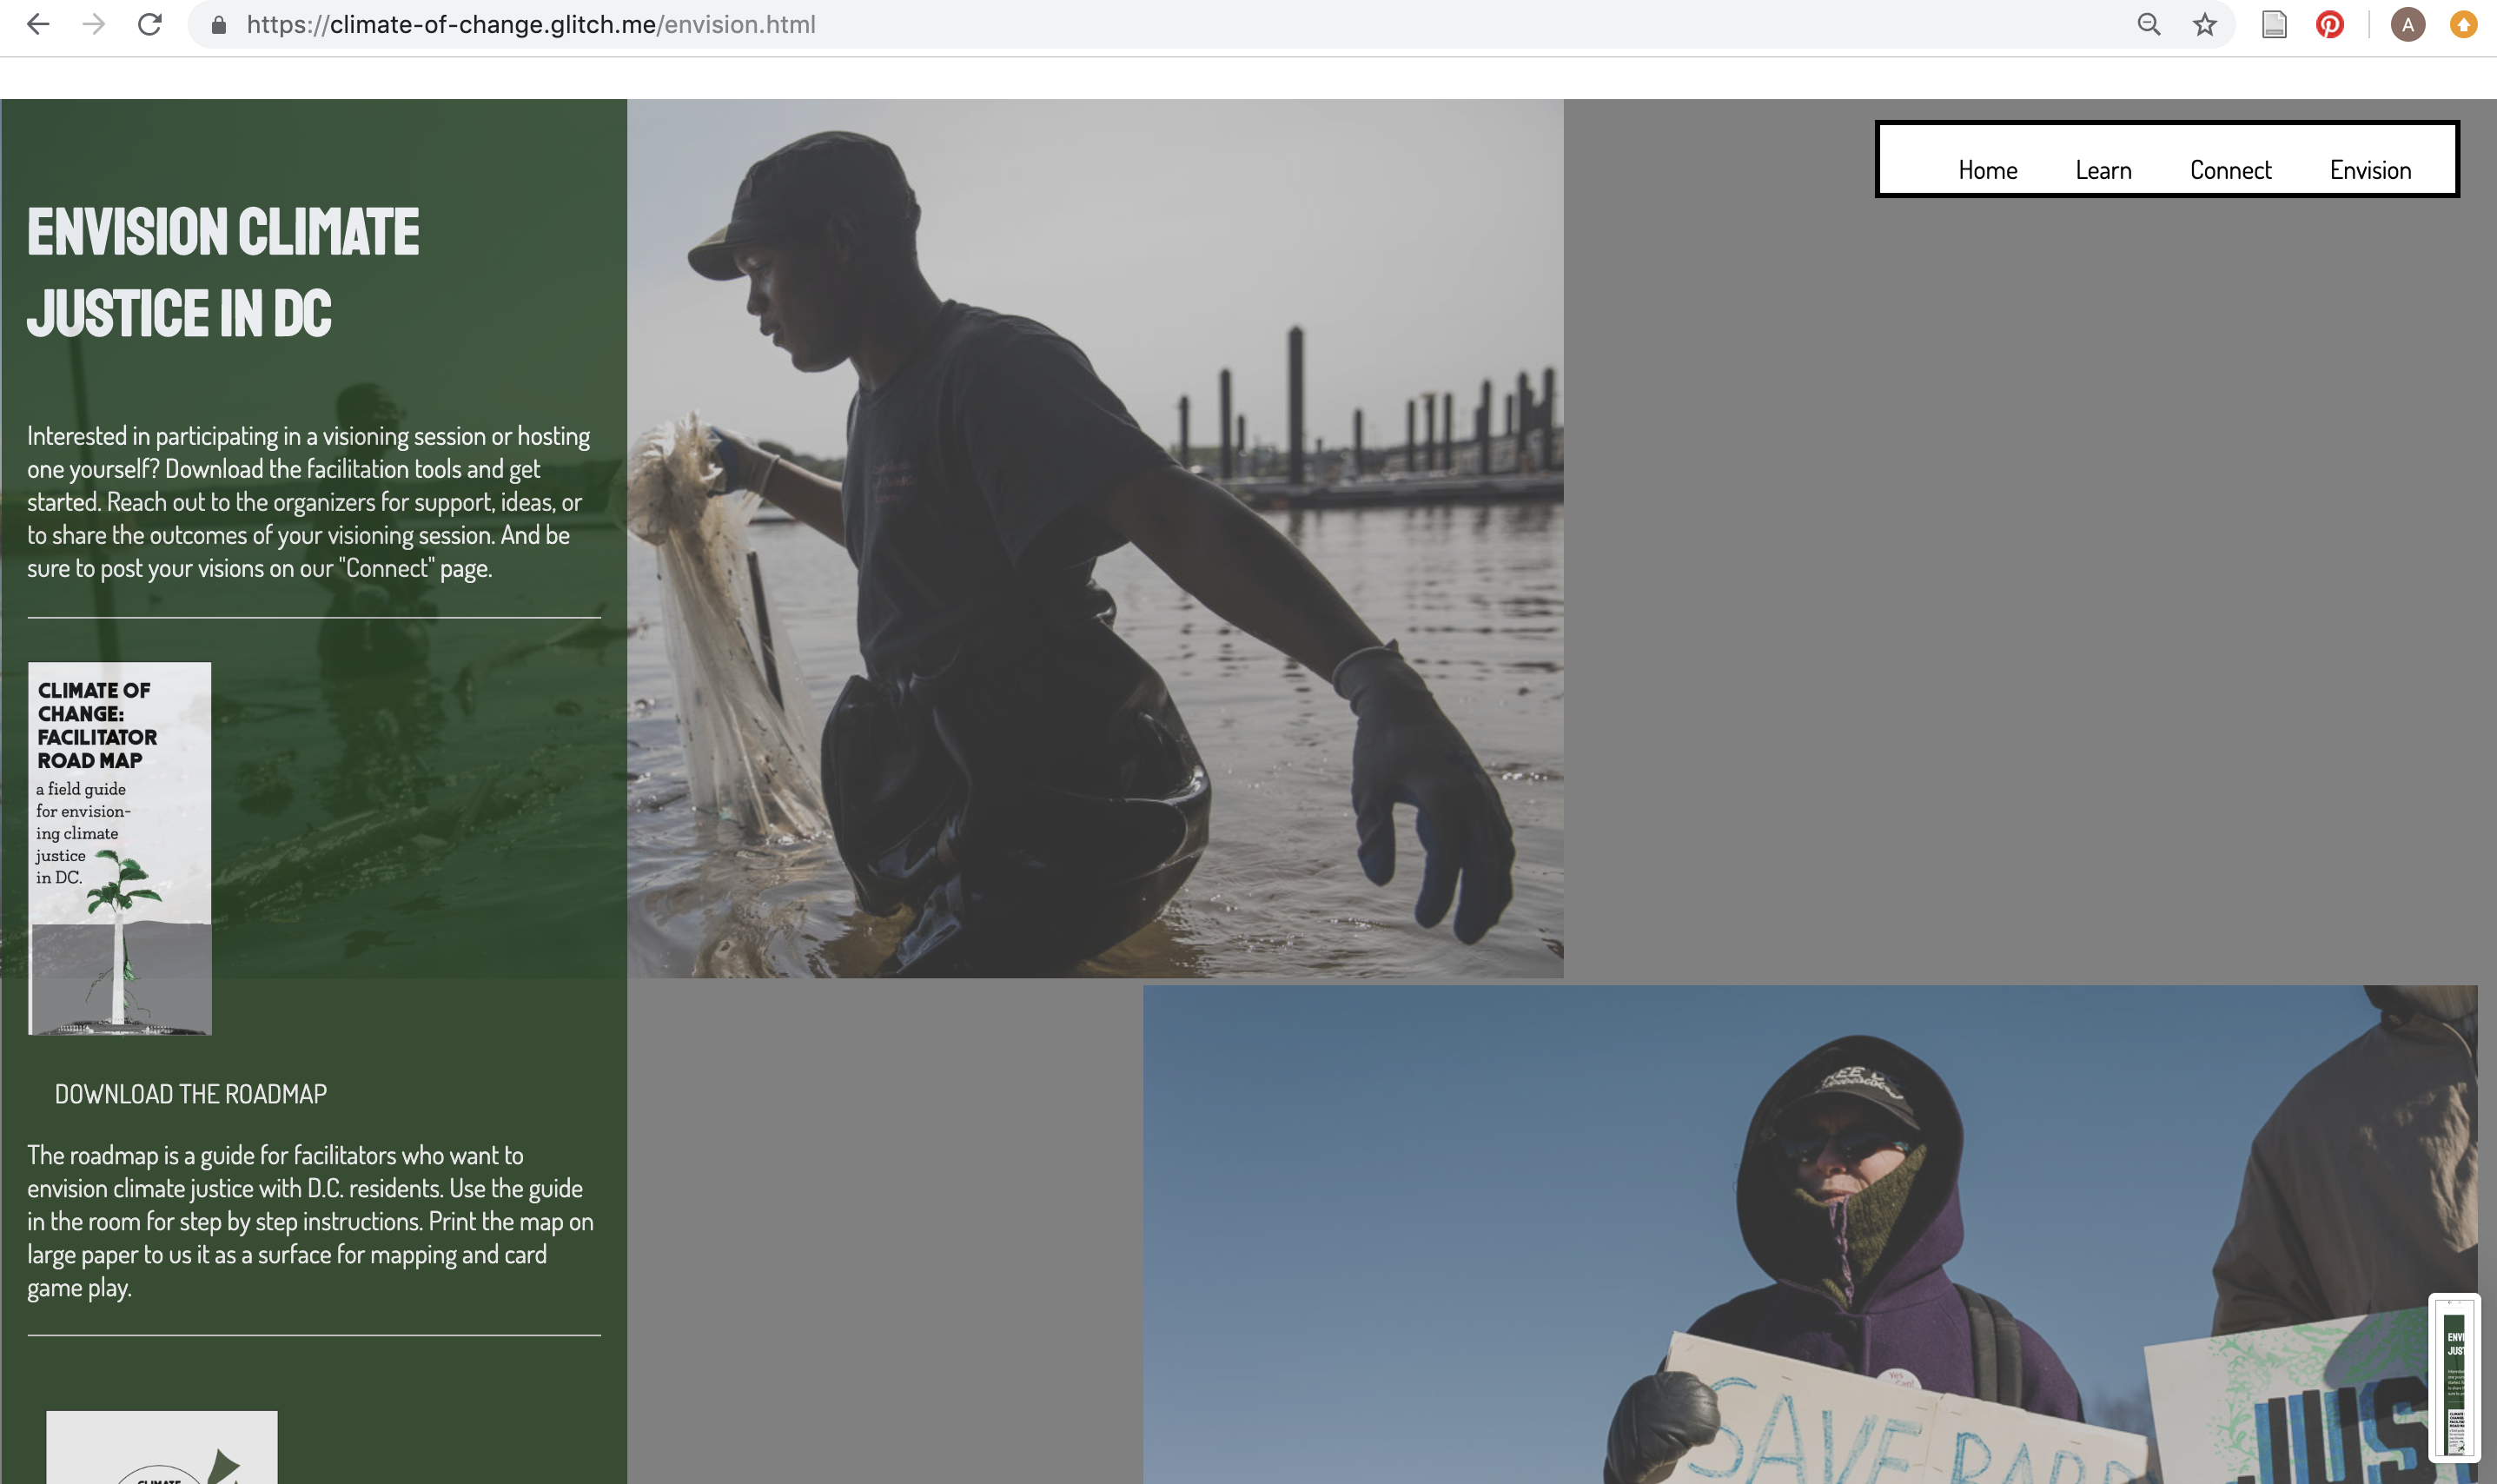 https://climate-of-change.glitch.me/envision.html
A
Home Learn Connect Envision
ENVISION CLIMATE
JUSTICE IN DC
Interested in participating in a visioning session or hosting
one yourself? Download the facilitation tools and get
started. Reach out to the organizers for support, ideas, or
to share the outcomes of your visioning session. And be
sure to post your visions on our "Connect" page.
CLIMATE OF
CHANGE:
FACILITATOR
ROAD MAP
a field guide
for envision-
ing climate
justice
in DC.
DOWNLOAD THE ROADMAP
The roadmap is a guide for facilitators who want to
envision climate justice with D.C. residents. Use the guide
in the room for step by step instructions. Print the map on
large paper to us it as a surface for mapping and card
game play.
CLIMATE
Yes
SAVE
JUS